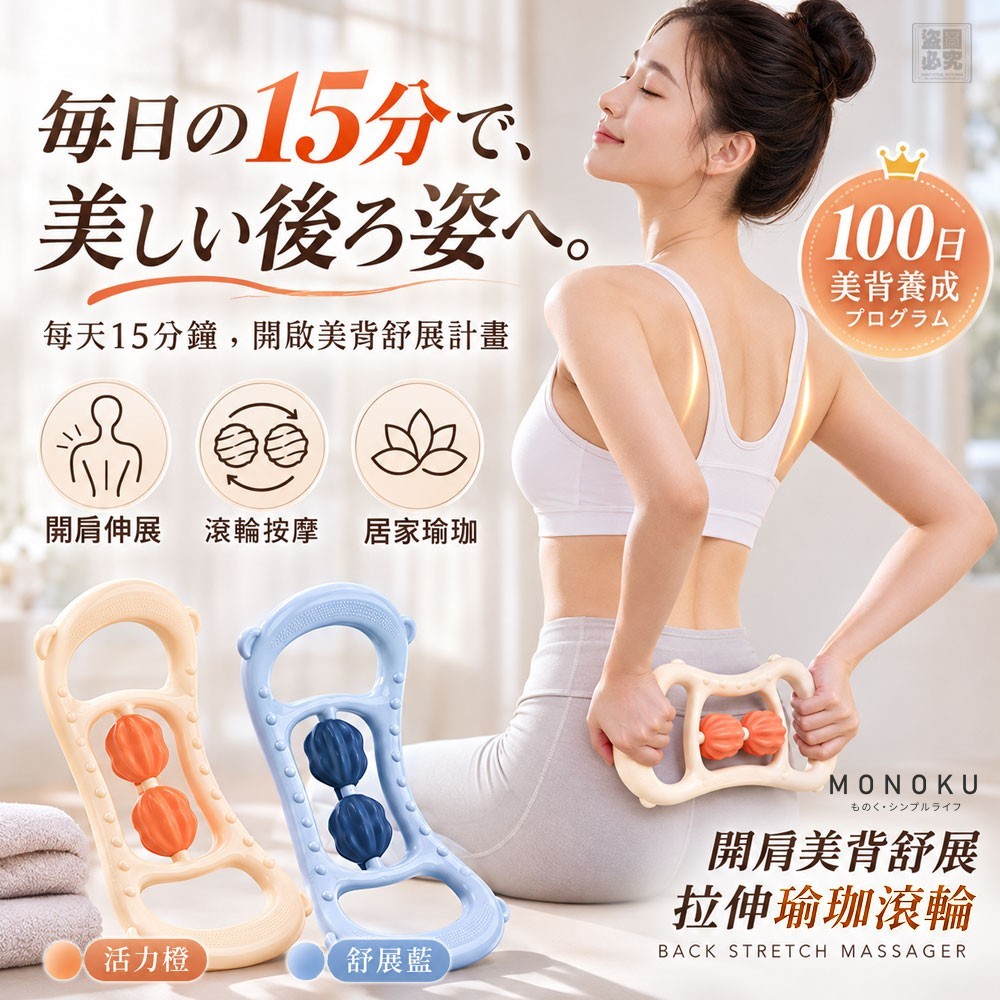 盜圖
必究
毎日の15分で、
美しい後ろ姿へ。
每天15分鐘，開啟美背舒展計畫
100日
美背養成
プログラム
開肩伸展
滾輪按摩
居家瑜珈
MONOKU
ものく・シンプルライフ
開肩美背舒展
拉伸瑜珈滾輪
BACK STRETCH MASSAGER
活力橙
舒展藍